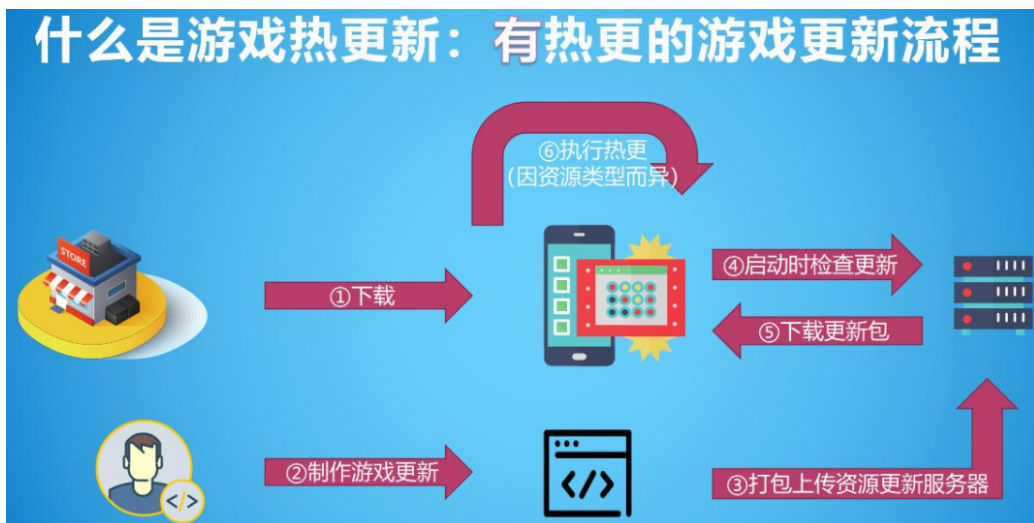 什么是游戏热更新：有热更的游戏更新流程
⑥执行热更
（因资源类型而异）
STORE
①下载
④启动时检查更新
⑤下载更新包
②制作游戏更新
</>
</>
③打包上传资源更新服务器